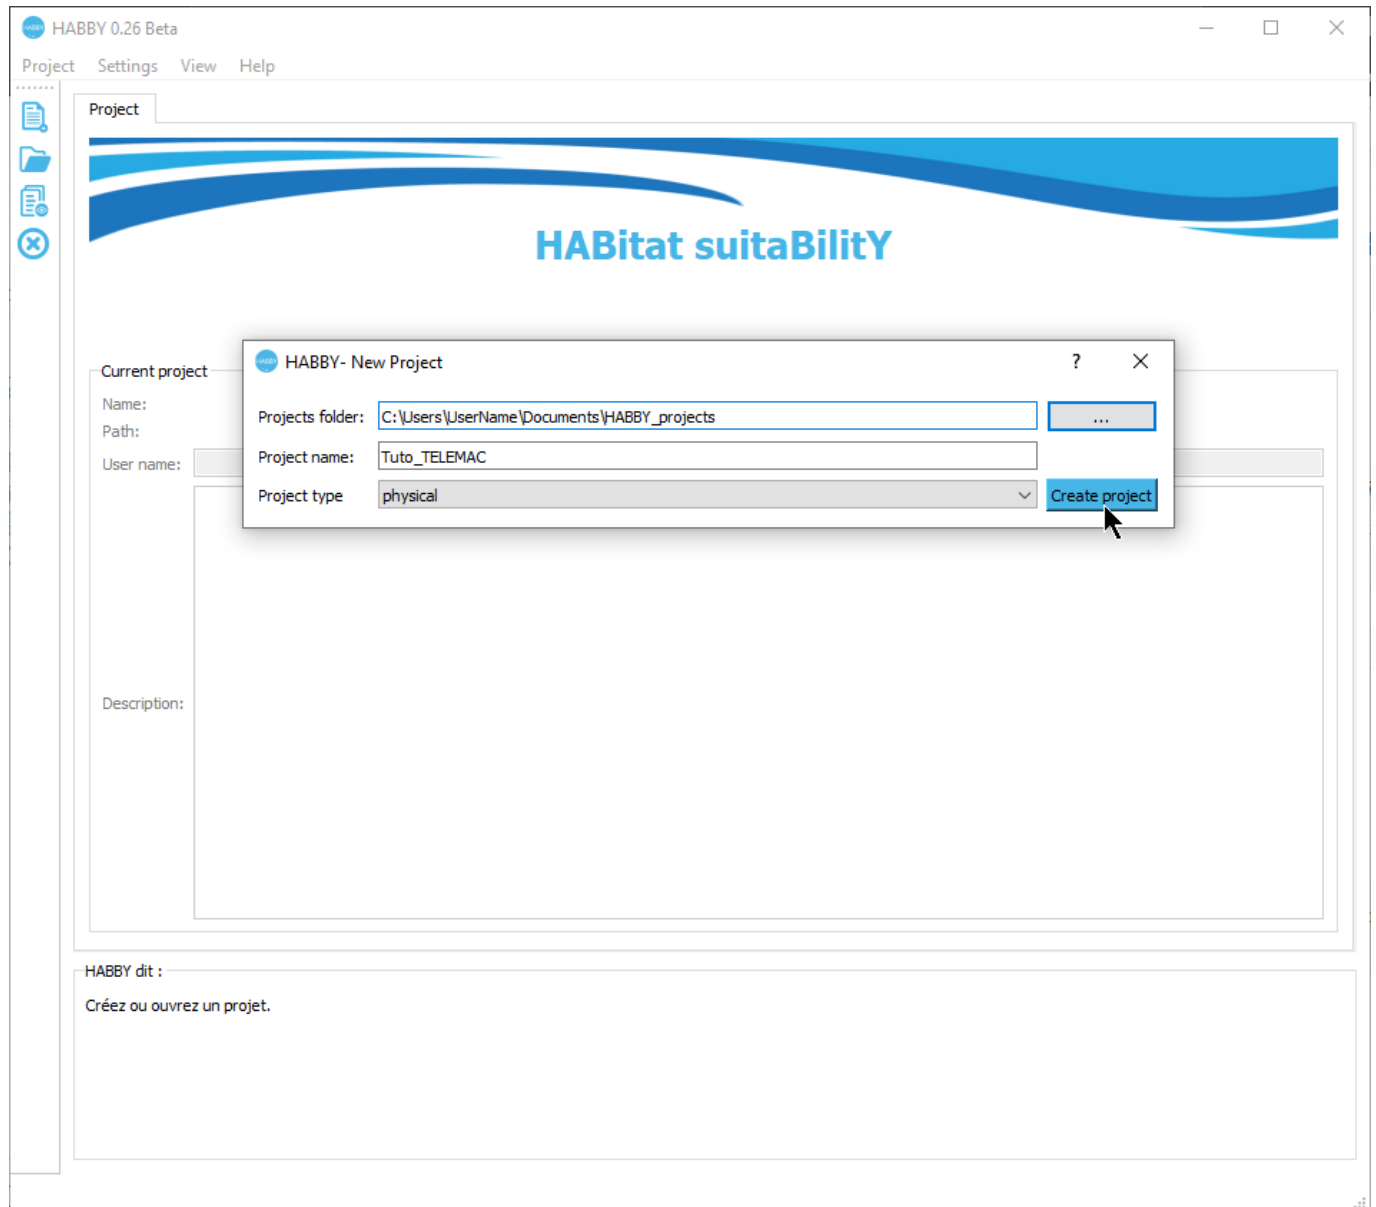 HABBY 0.26 Beta
Project Settings View Help
Project
HABitat suitaBilitY
HABBY- New Project
?
Projects folder: C:\Users\UserName\Documents\HABBY_projects ...
Project name: Tuto_TELEMAC
Project type physical Create project
Current project
Name:
Path:
User name:
Description:
HABBY dit :
Créez ou ouvrez un projet.